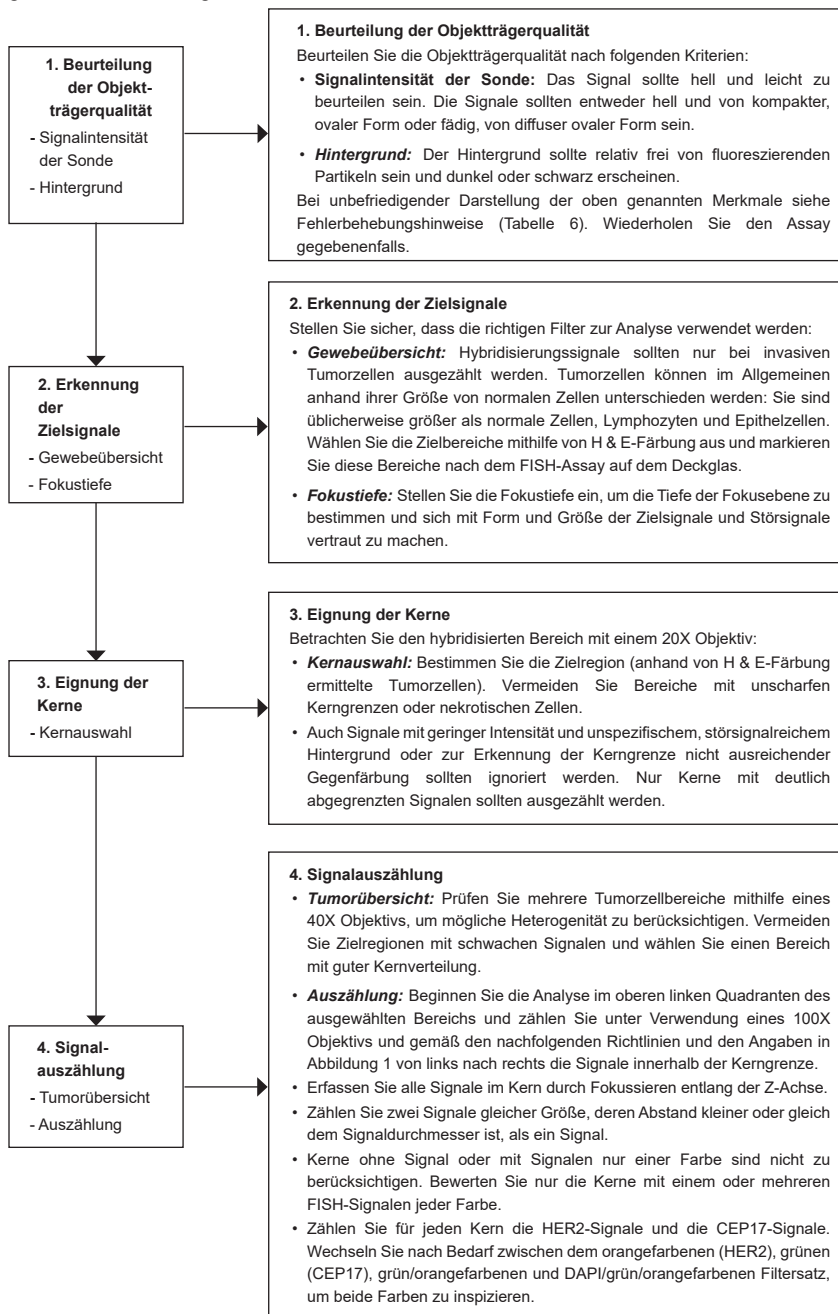 1. Beurteilung
der Objekt-
trägerqualität
- Signalintensität
der Sonde
- Hintergrund
1. Beurteilung der Objektträgerqualität
Beurteilen Sie die Objektträgerqualität nach folgenden Kriterien:
• Signalintensität der Sonde: Das Signal sollte hell und leicht zu
beurteilen sein. Die Signale sollten entweder hell und von kompakter,
ovaler Form oder fädig, von diffuser ovaler Form sein.
• Hintergrund: Der Hintergrund sollte relativ frei von fluoreszierenden
Partikeln sein und dunkel oder schwarz erscheinen.
Bei unbefriedigender Darstellung der oben genannten Merkmale siehe
Fehlerbehebungshinweise (Tabelle 6). Wiederholen Sie den Assay
gegebenenfalls.
2. Erkennung
der
Zielsignale
- Gewebeübersicht
- Fokustiefe
2. Erkennung der Zielsignale
Stellen Sie sicher, dass die richtigen Filter zur Analyse verwendet werden:
• Gewebeübersicht: Hybridisierungssignale sollten nur bei invasiven
Tumorzellen ausgezählt werden. Tumorzellen können im Allgemeinen
anhand ihrer Größe von normalen Zellen unterschieden werden: Sie sind
üblicherweise größer als normale Zellen, Lymphozyten und Epithelzellen.
Wählen Sie die Zielbereiche mithilfe von H & E-Färbung aus und markieren
Sie diese Bereiche nach dem FISH-Assay auf dem Deckglas.
• Fokustiefe: Stellen Sie die Fokustiefe ein, um die Tiefe der Fokusebene zu
bestimmen und sich mit Form und Größe der Zielsignale und Störsignale
vertraut zu machen.
3. Eignung der
Kerne
- Kernauswahl
3. Eignung der Kerne
Betrachten Sie den hybridisierten Bereich mit einem 20X Objektiv:
• Kernauswahl: Bestimmen Sie die Zielregion (anhand von H & E-Färbung
ermittelte Tumorzellen). Vermeiden Sie Bereiche mit unscharfen
Kerngrenzen oder nekrotischen Zellen.
• Auch Signale mit geringer Intensität und unspezifischem, störsignalreichem
Hintergrund oder zur Erkennung der Kerngrenze nicht ausreichender
Gegenfärbung sollten ignoriert werden. Nur Kerne mit deutlich
abgegrenzten Signalen sollten ausgezählt werden.
4. Signal-
auszählung
- Tumorübersicht
- Auszählung
4. Signalauszählung
• Tumorübersicht: Prüfen Sie mehrere Tumorzellbereiche mithilfe eines
40X Objektivs, um mögliche Heterogenität zu berücksichtigen. Vermeiden
Sie Zielregionen mit schwachen Signalen und wählen Sie einen Bereich
mit guter Kernverteilung.
• Auszählung: Beginnen Sie die Analyse im oberen linken Quadranten des
ausgewählten Bereichs und zählen Sie unter Verwendung eines 100X
Objektivs und gemäß den nachfolgenden Richtlinien und den Angaben in
Abbildung 1 von links nach rechts die Signale innerhalb der Kerngrenze.
• Erfassen Sie alle Signale im Kern durch Fokussieren entlang der Z-Achse.
• Zählen Sie zwei Signale gleicher Größe, deren Abstand kleiner oder gleich
dem Signaldurchmesser ist, als ein Signal.
• Kerne ohne Signal oder mit Signalen nur einer Farbe sind nicht zu
berücksichtigen. Bewerten Sie nur die Kerne mit einem oder mehreren
FISH-Signalen jeder Farbe.
• Zählen Sie für jeden Kern die HER2-Signale und die CEP17-Signale.
Wechseln Sie nach Bedarf zwischen dem orangefarbenen (HER2), grünen
(CEP17), grün/orangefarbenen und DAPI/grün/orangefarbenen Filtersatz,
um beide Farben zu inspizieren.